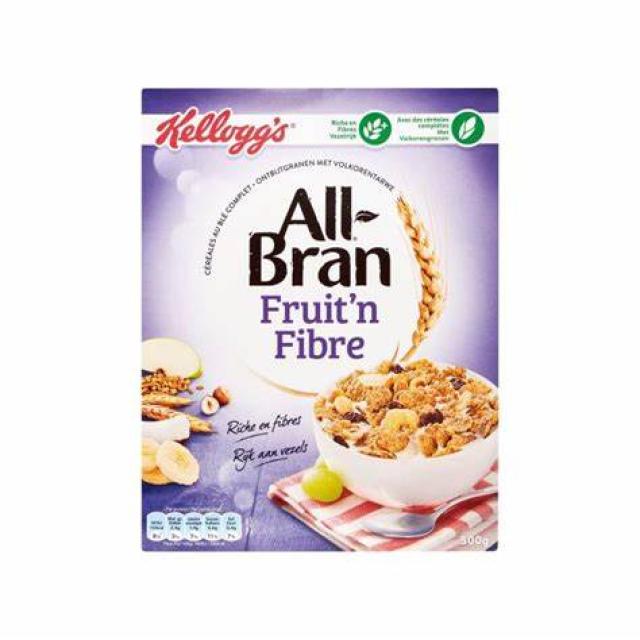 Kellogg's®
Riche en
Fibres
Vezelrijk
Avec des céréales
complètes
Met
Volkorengranen
CÉRÉALES AU BLÉ COMPLET • ONTBIJTGRANEN MET VOLKORENTARWE
All-
Bran
Fruit'n
Fibre
Riche en fibres
Rijk aan vezels
500g